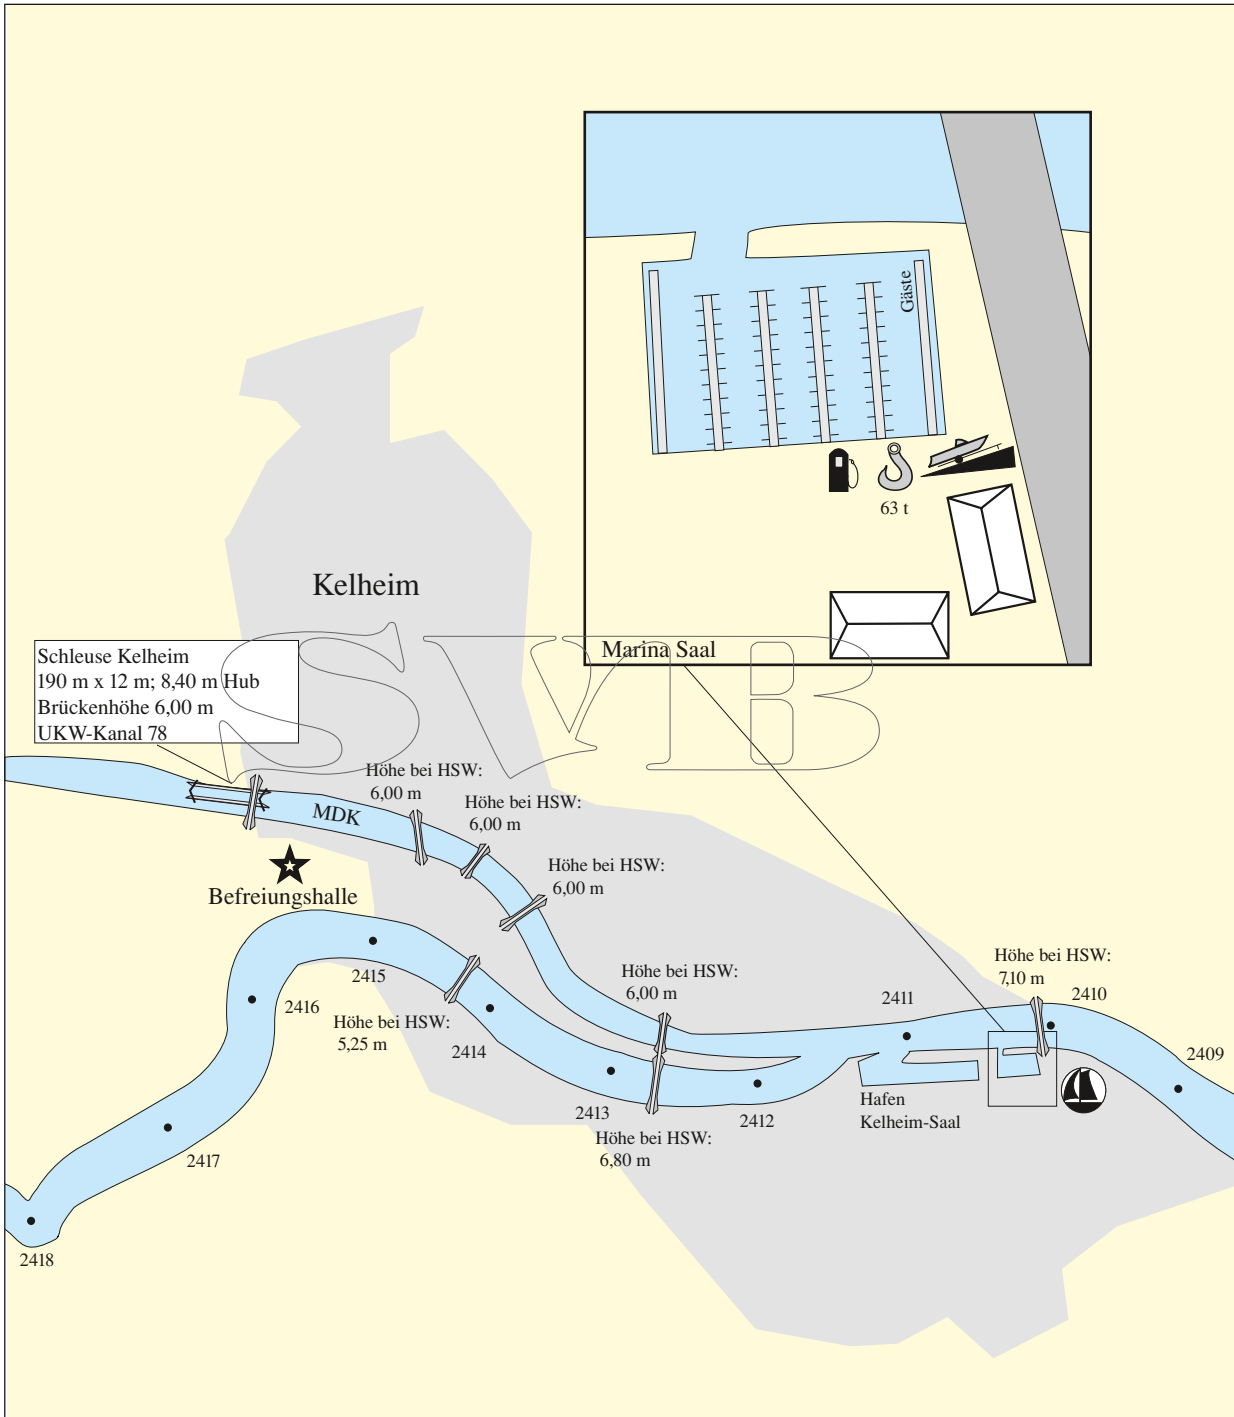 Gäste
63 t
Kelheim
Marina Saal
Schleuse Kelheim
190 m x 12 m; 8,40 m Hub
Brückenhöhe 6,00 m
UKW-Kanal 78
SVB
Höhe bei HSW:
6,00 m
Höhe bei HSW:
6,00 m
MDK
Höhe bei HSW:
6,00 m
Befreiungshalle
Höhe bei HSW:
7,10 m
Höhe bei HSW:
6,00 m
2415
2416
2411
2410
Höhe bei HSW:
5,25 m
2414
2409
2413
2412
Hafen
Kelheim-Saal
Höhe bei HSW:
6,80 m
2417
2418